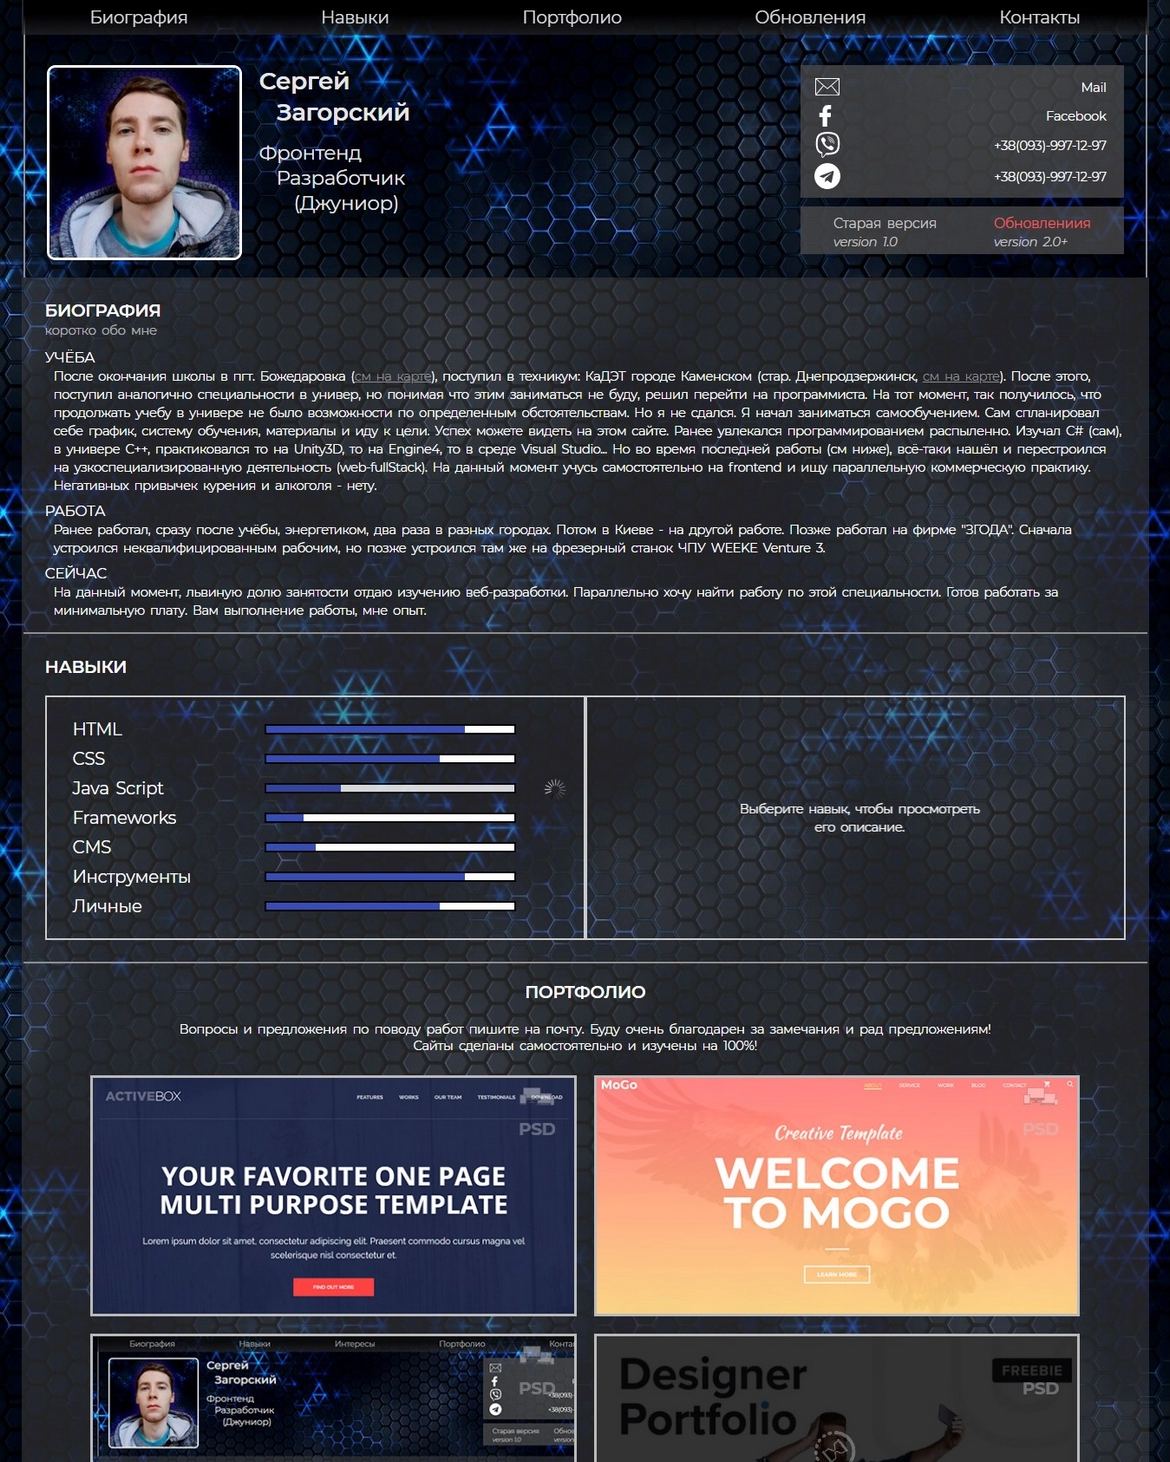 Биография Навыки Портфолио Обновления Контакты
Сергей
Загорский
Фронтенд
Разработчик
(Джуниор)
Mail
Facebook
+38(093)-997-12-97
+38(093)-997-12-97
Старая версия
version 1.0
Обновлениия
version 2.0+
БИОГРАФИЯ
коротко обо мне
УЧЁБА
После окончания школы в пгт. Божедаровка (см на карте), поступил в техникум: КаДЭТ городе Каменском (стар. Днепродзержинск, см на карте). После этого,
поступил аналогично специальности в универ, но понимая что этим заниматься не буду, решил перейти на программиста. На тот момент, так получилось, что
продолжать учебу в универе не было возможности по определенным обстоятельствам. Но я не сдался. Я начал заниматься самообучением. Сам спланировал
себе график, систему обучения, материалы и иду к цели. Успех можете видеть на этом сайте. Ранее увлекался программированием распыленно. Изучал C# (сам),
в универе C++, практиковался то на Unity3D, то на Engine4, то в среде Visual Studio... Но во время последней работы (см ниже), всё-таки нашёл и перестроился
на узкоспециализированную деятельность (web-fullStack). На данный момент учусь самостоятельно на frontend и ищу параллельную коммерческую практику.
Негативных привычек курения и алкоголя - нету.
РАБОТА
Ранее работал, сразу после учёбы, энергетиком, два раза в разных городах. Потом в Киеве - на другой работе. Позже работал на фирме "ЗГОДА". Сначала
устроился неквалифицированным рабочим, но позже устроился там же на фрезерный станок ЧПУ WEEKE Venture 3.
СЕЙЧАС
На данный момент, львиную долю занятости отдаю изучению веб-разработки. Параллельно хочу найти работу по этой специальности. Готов работать за
минимальную плату. Вам выполнение работы, мне опыт.
НАВЫКИ
HTML
CSS
Java Script
Frameworks
CMS
Инструменты
Личные
Выберите навык, чтобы просмотреть
его описание.
ПОРТФОЛИО
Вопросы и предложения по поводу работ пишите на почту. Буду очень благодарен за замечания и рад предложениям!
Сайты сделаны самостоятельно и изучены на 100%!
ACTIVEBOX
FEATURES WORKS OUR TEAM TESTIMONIALS DOWNLOAD
PSD
YOUR FAVORITE ONE PAGE
MULTI PURPOSE TEMPLATE
Lorem ipsum dolor sit amet, consectetur adipiscing elit. Praesent commodo cursus magna vel
scelerisque nisl consectetur et.
FIND OUT MORE
MoGo
ABOUT SERVICE WORK BLOG CONTACT
PSD
Creative Template
WELCOME
TO MOGO
LEARN MORE
Биография Навыки Интересы Портфолио Конта
Сергей
Загорский
Фронтенд
Разработчик
(Джуниор)
PSD
+38(093)-
+38(093)-
Старая версия
version 1.0
Обнов
version
Designer
Portfolio
FREEBIE
PSD